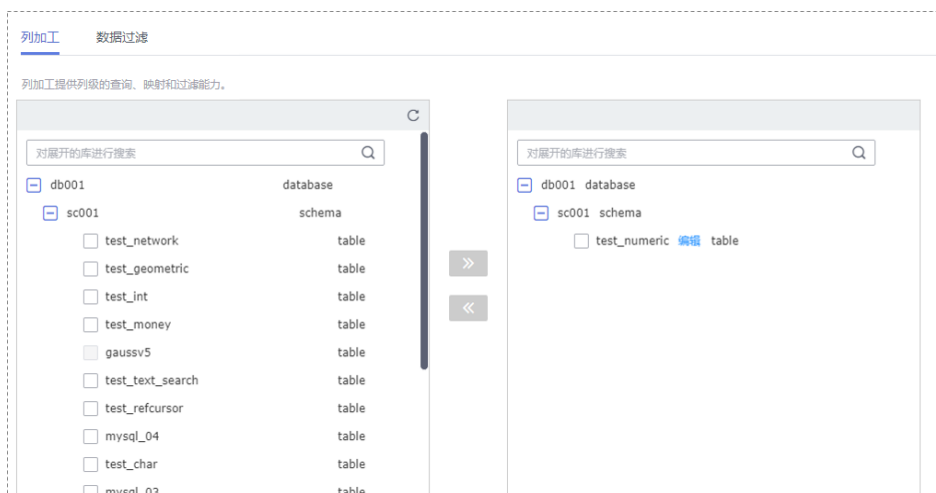 列加工 数据过滤
列加工提供列级的查询、映射和过滤能力。
对展开的库进行搜索
db001 database
sc001 schema
test_network table
test_geometric table
test_int table
test_money table
gaussv5 table
test_text_search table
test_refcursor table
mysql_04 table
test_char table
mysql_03 table
对展开的库进行搜索
db001 database
sc001 schema
test_numeric 编辑 table